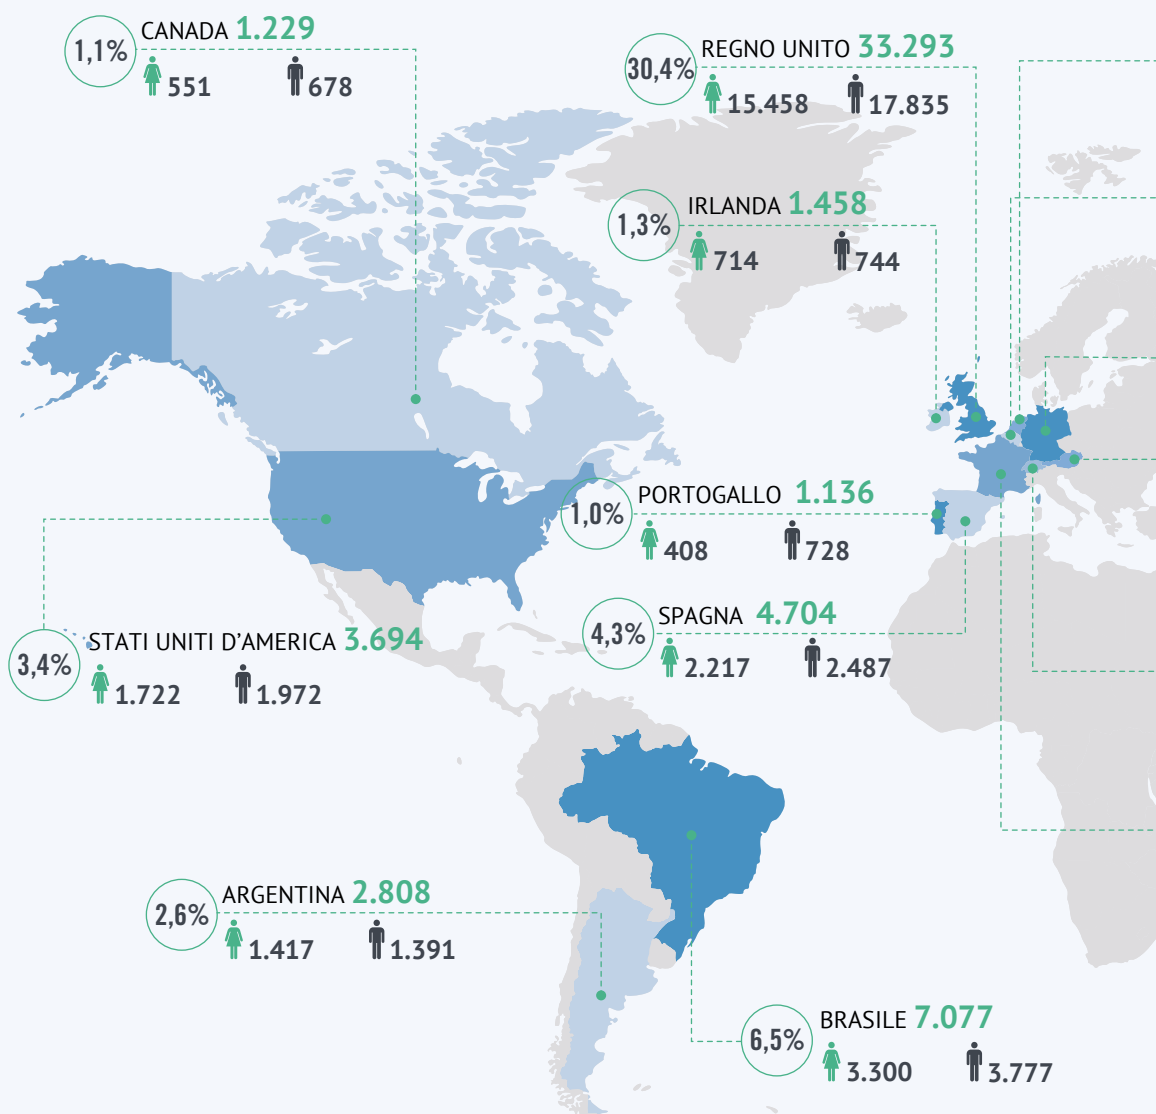 1,1%
CANADA 1.229
551 678
30,4%
REGNO UNITO 33.293
15.458 17.835
1,3%
IRLANDA 1.458
714 744
1,0%
PORTOGALLO 1.136
408 728
4,3%
SPAGNA 4.704
2.217 2.487
3,4%
STATI UNITI D’AMERICA 3.694
1.722 1.972
2,6%
ARGENTINA 2.808
1.417 1.391
6,5%
BRASILE 7.077
3.300 3.777